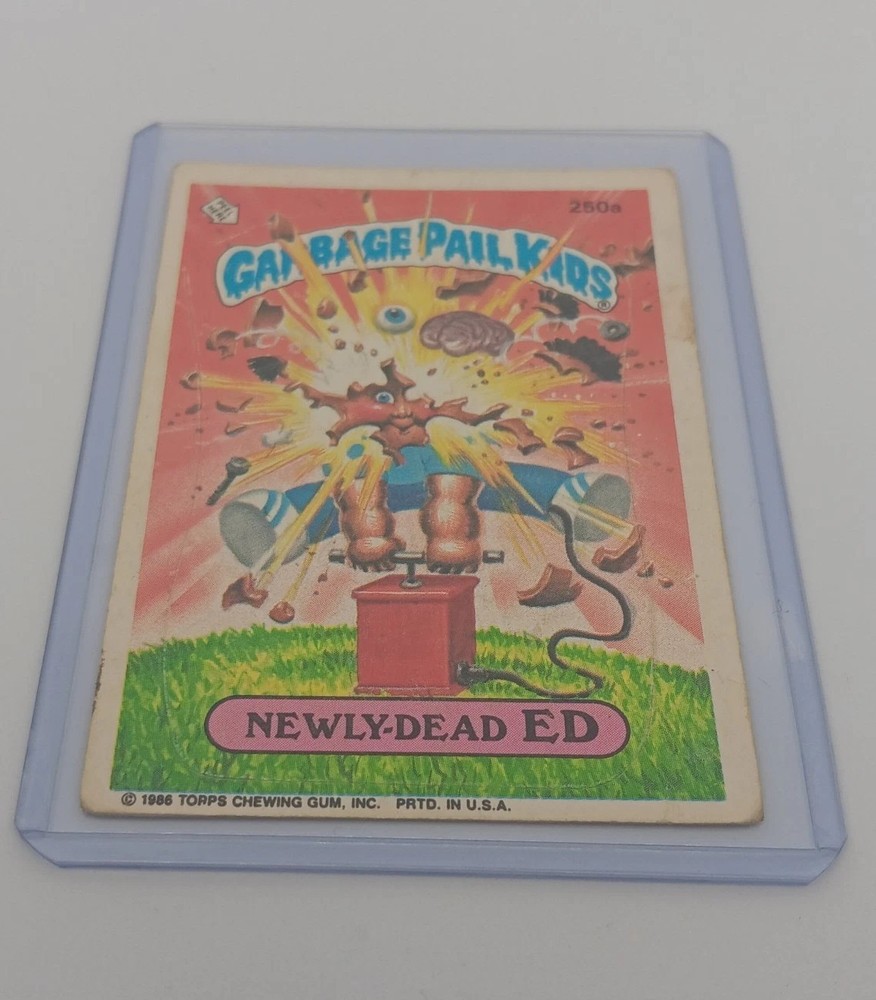 250a
GARBAGE PAIL KIDS
®
NEWLY-DEAD ED
© 1986 TOPPS CHEWING GUM, INC. PRTD. IN U.S.A.